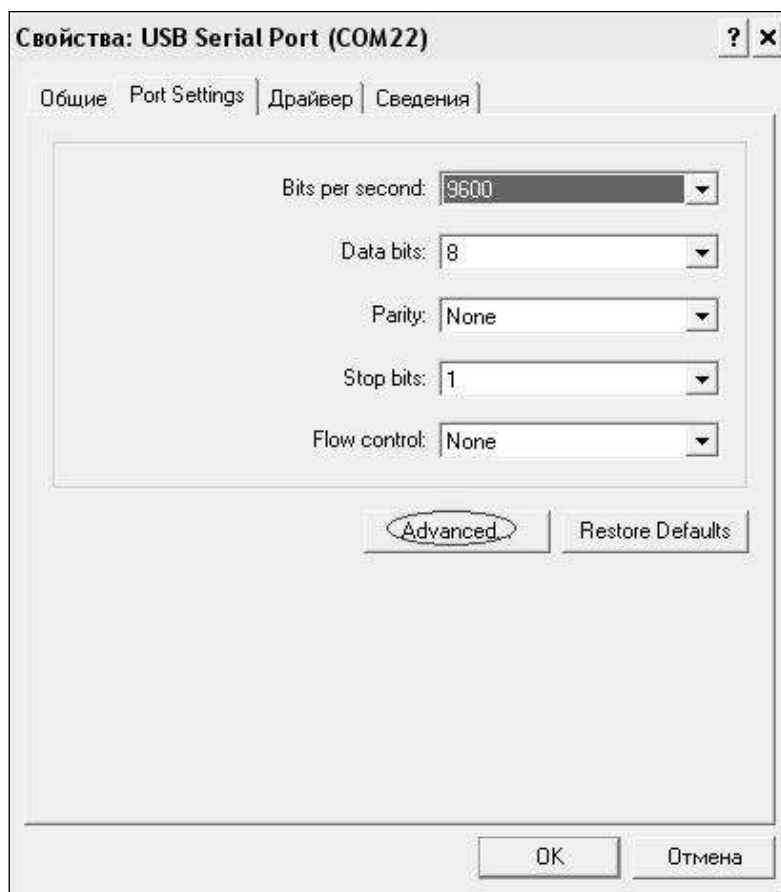 Свойства: USB Serial Port (COM22)
Общие Port Settings Драйвер Сведения
Bits per second: 9600
Data bits: 8
Parity: None
Stop bits: 1
Flow control: None
Advanced... Restore Defaults
OK Отмена